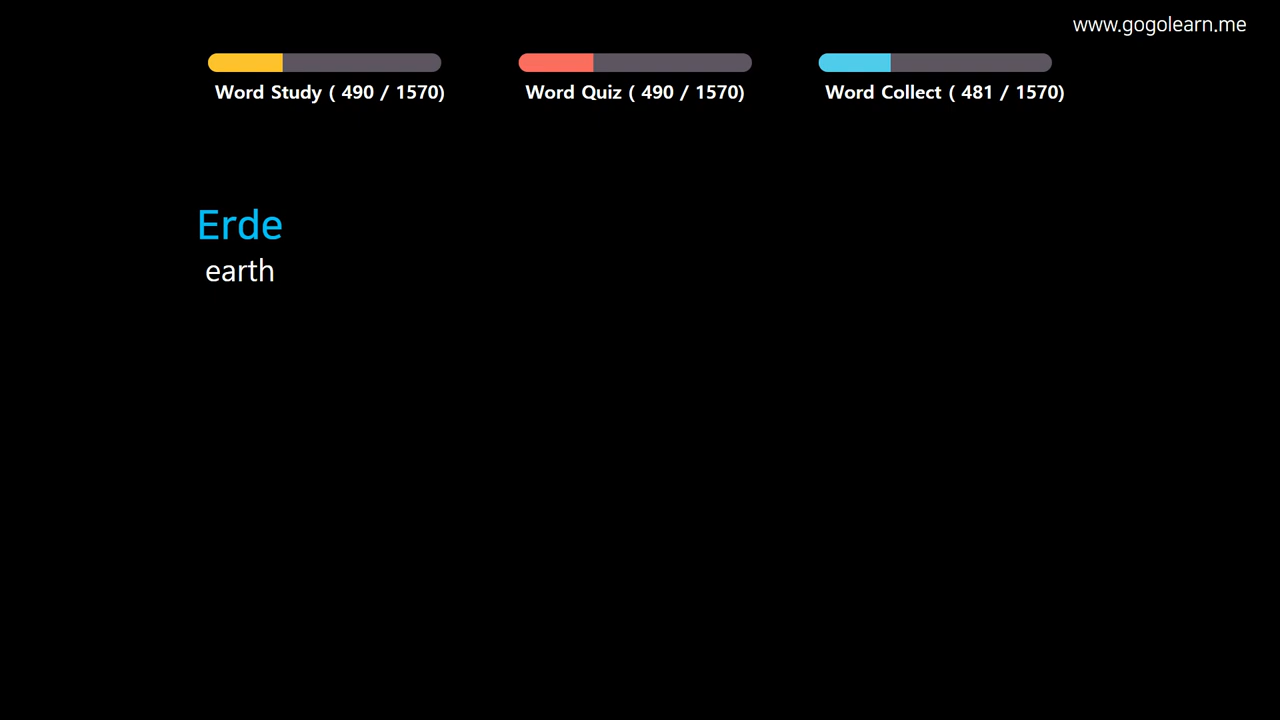 www.gogolearn.me
Word Study ( 490 / 1570)
Word Quiz ( 490 / 1570)
Word Collect ( 481 / 1570)
Erde
earth